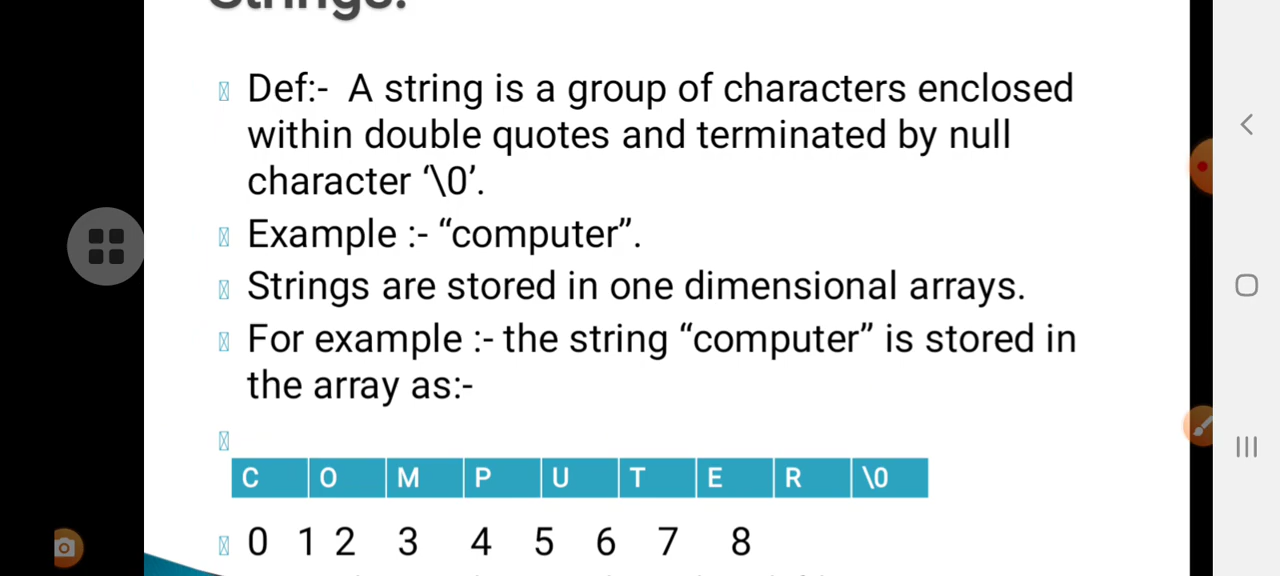 Strings:
Def:- A string is a group of characters enclosed
within double quotes and terminated by null
character ‘\0’.
Example :- “computer”.
Strings are stored in one dimensional arrays.
For example :- the string “computer” is stored in
the array as:-
C O M P U T E R \0
0 1 2 3 4 5 6 7 8